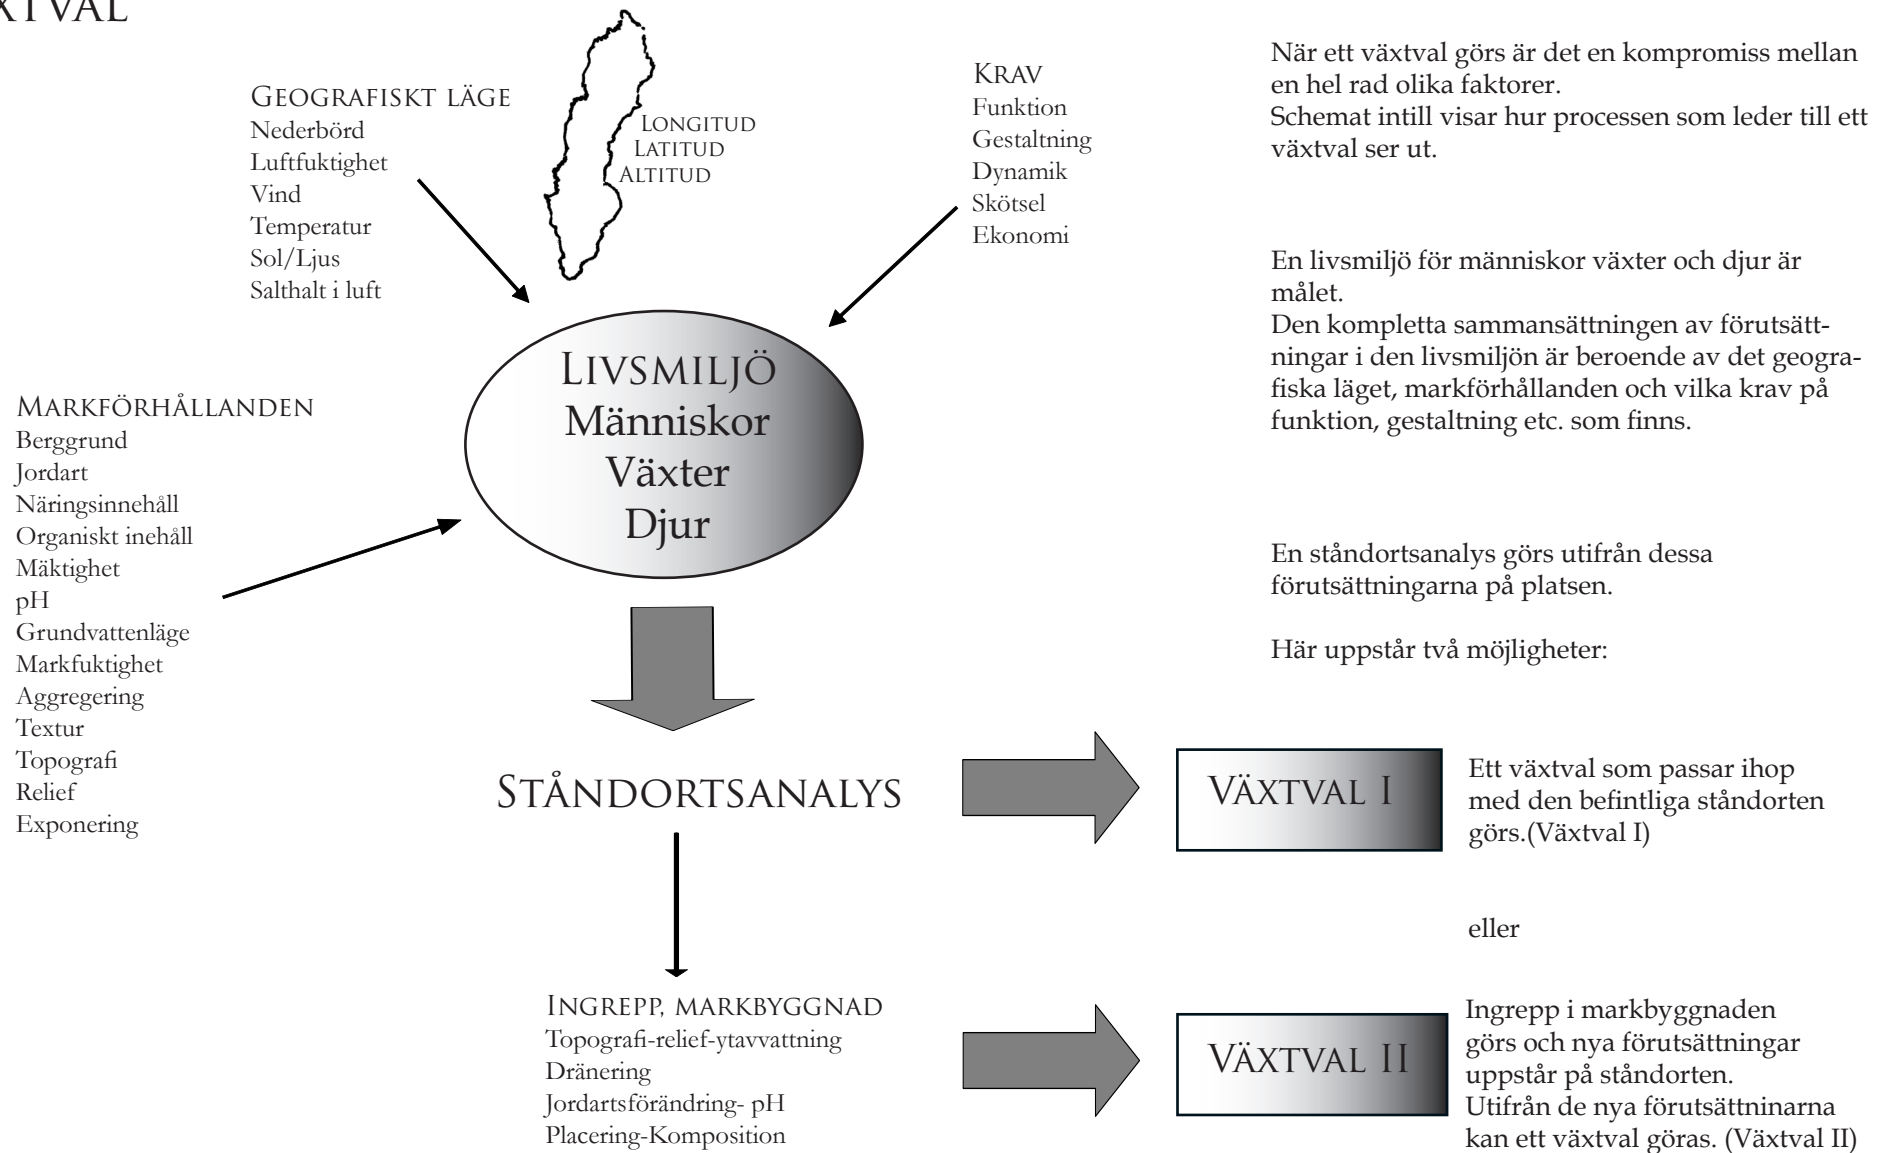 XTVAL
GEOGRAFISKT LÄGE
Nederbörd
Luftfuktighet
Vind
Temperatur
Sol/Ljus
Salthalt i luft
LONGITUD
LATITUD
ALTITUD
KRAV
Funktion
Gestaltning
Dynamik
Skötsel
Ekonomi
MARKFÖRHÅLLANDEN
Berggrund
Jordart
Näringsinnehåll
Organiskt inehåll
Mäktighet
pH
Grundvattenläge
Markfuktighet
Aggregering
Textur
Topografi
Relief
Exponering
LIVSMILJÖ
Människor
Växter
Djur
STÅNDORTSANALYS
INGREPP, MARKBYGGNAD
Topografi-relief-ytavvattning
Dränering
Jordartsförändring- pH
Placering-Komposition
VÄXTVAL I
VÄXTVAL II
När ett växtval görs är det en kompromiss mellan
en hel rad olika faktorer.
Schemat intill visar hur processen som leder till ett
växtval ser ut.
En livsmiljö för människor växter och djur är
målet.
Den kompletta sammansättningen av förutsätt-
ningar i den livsmiljön är beroende av det geogra-
fiska läget, markförhållanden och vilka krav på
funktion, gestaltning etc. som finns.
En ståndortsanalys görs utifrån dessa
förutsättningarna på platsen.
Här uppstår två möjligheter:
Ett växtval som passar ihop
med den befintliga ståndorten
görs.(Växtval I)
eller
Ingrepp i markbyggnaden
görs och nya förutsättningar
uppstår på ståndorten.
Utifrån de nya förutsättninarna
kan ett växtval göras. (Växtval II)